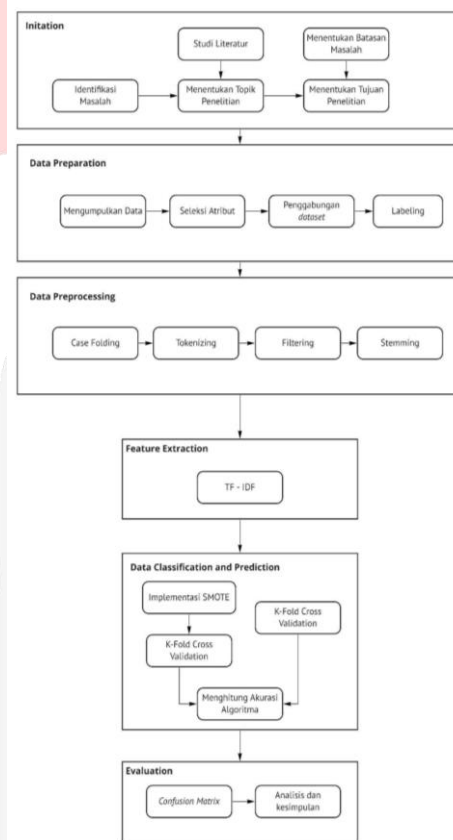 Initation
Studi Literatur
Menentukan Batasan
Masalah
Identifikasi
Masalah
Menentukan Topik
Penelitian
Menentukan Tujuan
Penelitian
Data Preparation
Mengumpulkan Data
Seleksi Atribut
Penggabungan
dataset
Labeling
Data Preprocessing
Case Folding
Tokenizing
Filtering
Stemming
Feature Extraction
TF - IDF
Data Classification and Prediction
Implementasi SMOTE
K-Fold Cross
Validation
K-Fold Cross
Validation
Menghitung Akurasi
Algoritma
Evaluation
Confusion Matrix
Analisis dan
kesimpulan